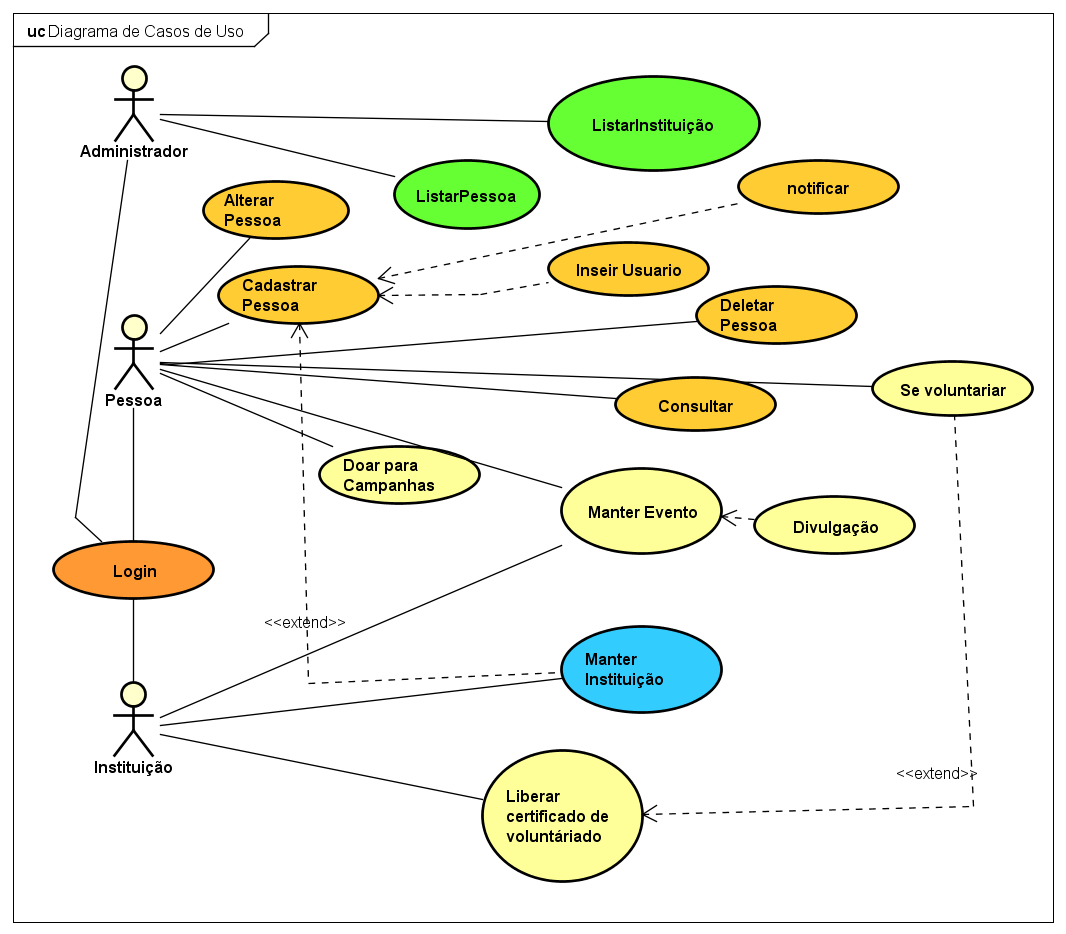 uc Diagrama de Casos de Uso
Administrador
ListarInstituição
ListarPessoa
notificar
Alterar
Pessoa
Inseir Usuario
Cadastrar
Pessoa
Deletar
Pessoa
Pessoa
Se voluntariar
Consultar
Doar para
Campanhas
Manter Evento
Divulgação
Login
<<extend>>
Manter
Instituição
Instituição
<<extend>>
Liberar
certificado de
voluntáriado